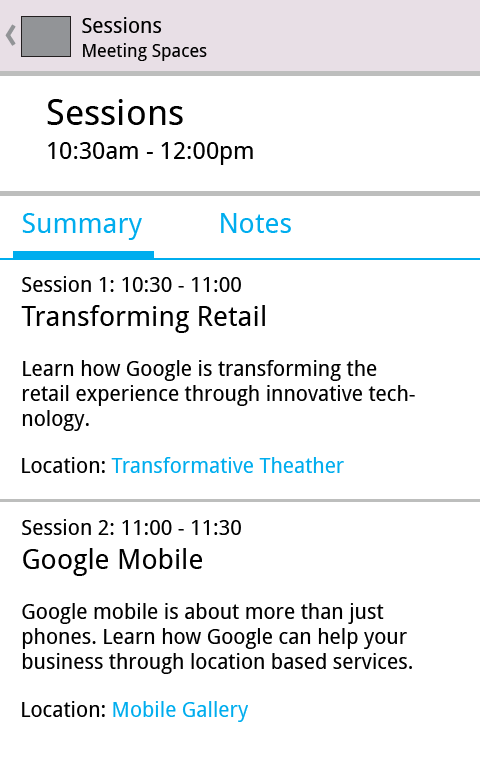 Sessions
Meeting Spaces
Sessions
10:30am - 12:00pm
Summary Notes
Session 1: 10:30 - 11:00
Transforming Retail
Learn how Google is transforming the
retail experience through innovative tech-
nology.
Location: Transformative Theather
Session 2: 11:00 - 11:30
Google Mobile
Google mobile is about more than just
phones. Learn how Google can help your
business through location based services.
Location: Mobile Gallery